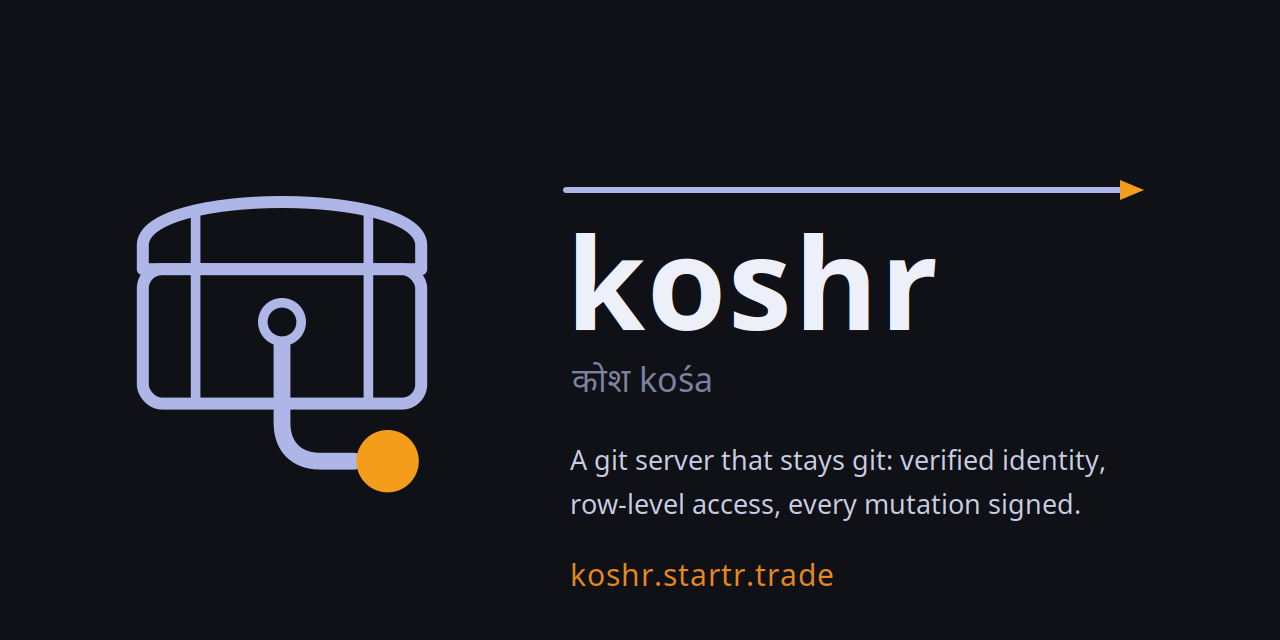 koshr
कोश kośa
A git server that stays git: verified identity,
row-level access, every mutation signed.
koshr.startr.trade